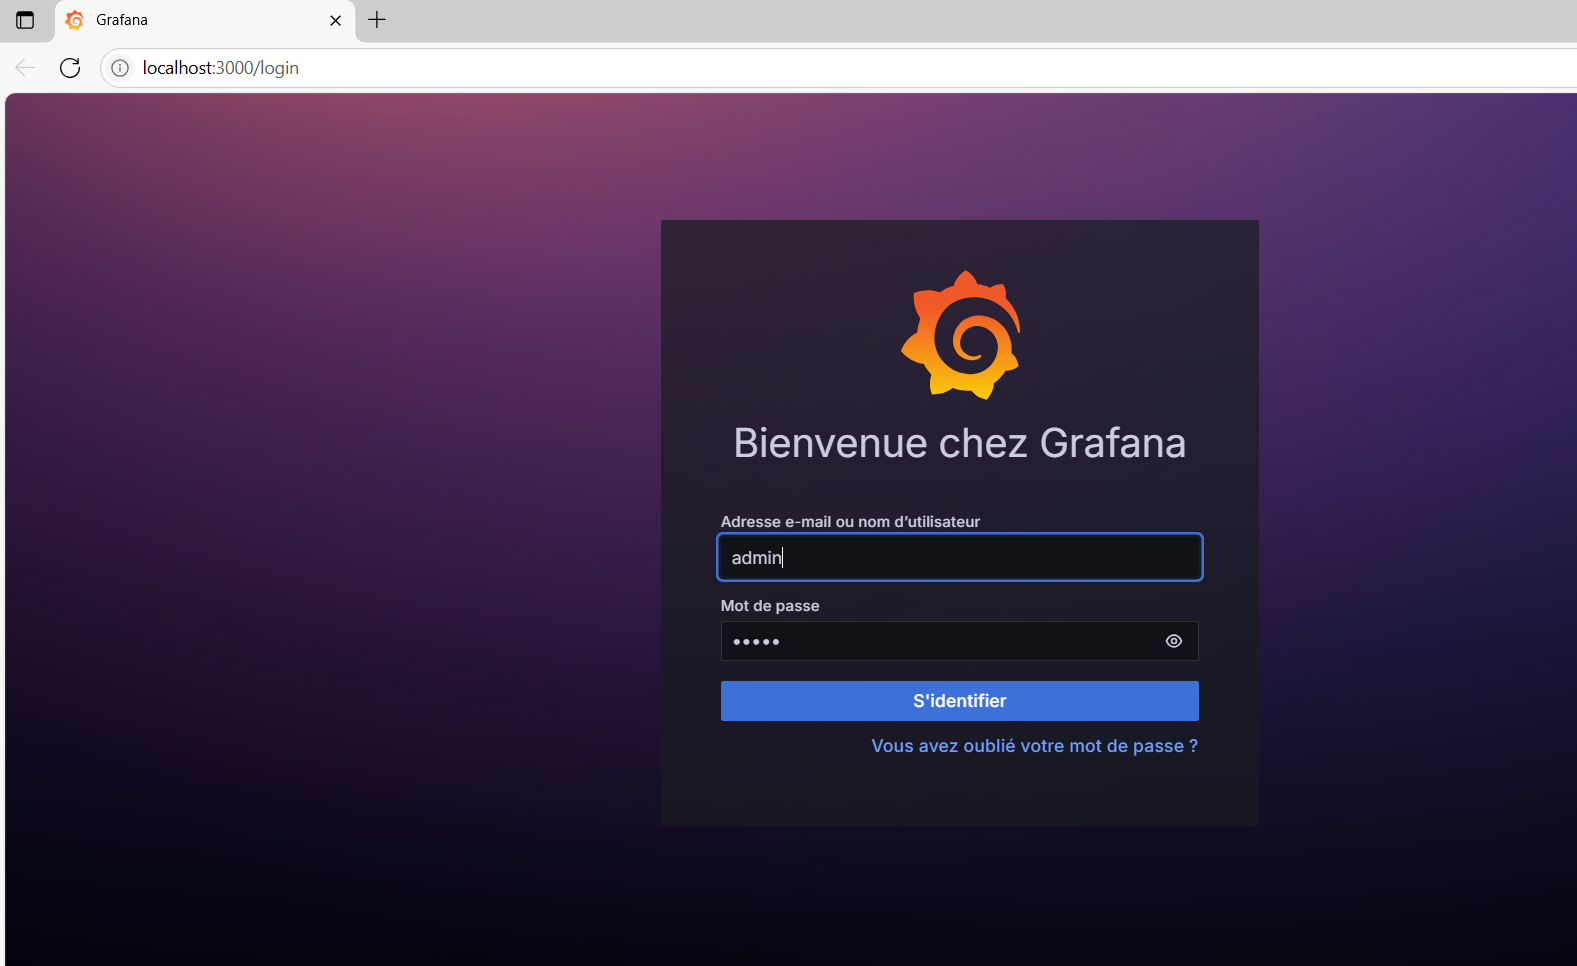 Grafana
localhost:3000/login
Bienvenue chez Grafana
Adresse e-mail ou nom d’utilisateur
admin
Mot de passe
•••••
S'identifier
Vous avez oublié votre mot de passe ?